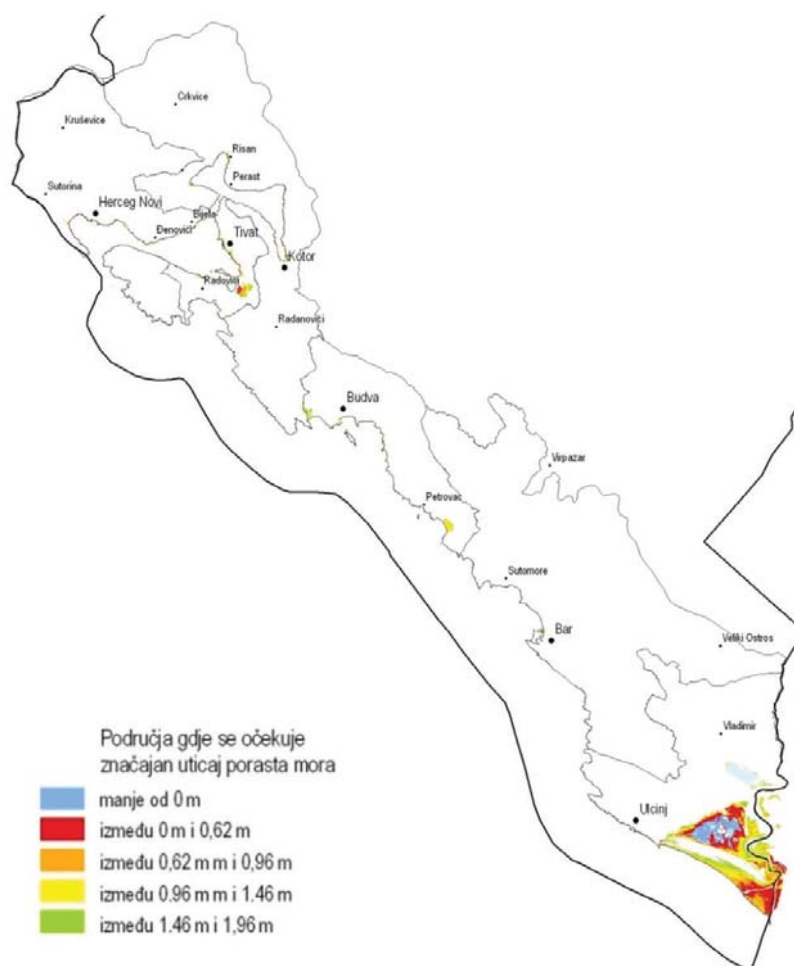 Crkvice
Kruševice
Risan
Perast
Sutorina
Herceg Novi
Bijela
Đenovići
Tivat
Kotor
Radovići
Radanovići
Budva
Virpazar
Petrovac
Sutomore
Bar
Veliki Ostros
Vladimir
Ulcinj
Područja gdje se očekuje
značajan uticaj porasta mora
manje od 0 m
između 0 m i 0,62 m
između 0,62 m m i 0,96 m
između 0.96 m m i 1.46 m
između 1.46 m i 1,96 m